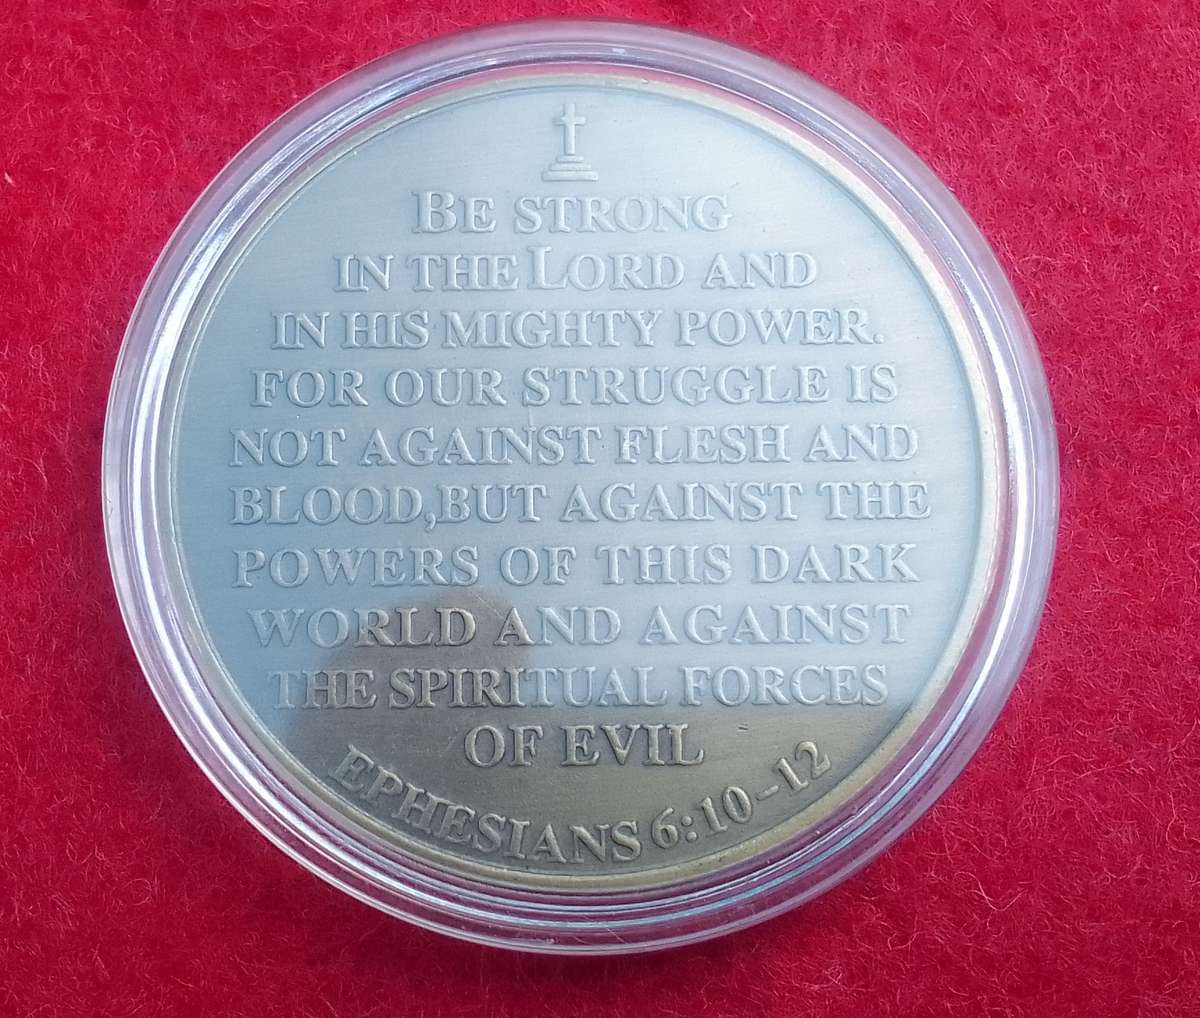 BE STRONG
IN THE LORD AND
IN HIS MIGHTY POWER.
FOR OUR STRUGGLE IS
NOT AGAINST FLESH AND
BLOOD, BUT AGAINST THE
POWERS OF THIS DARK
WORLD AND AGAINST
THE SPIRITUAL FORCES
OF EVIL
EPHESIANS 6:10-12